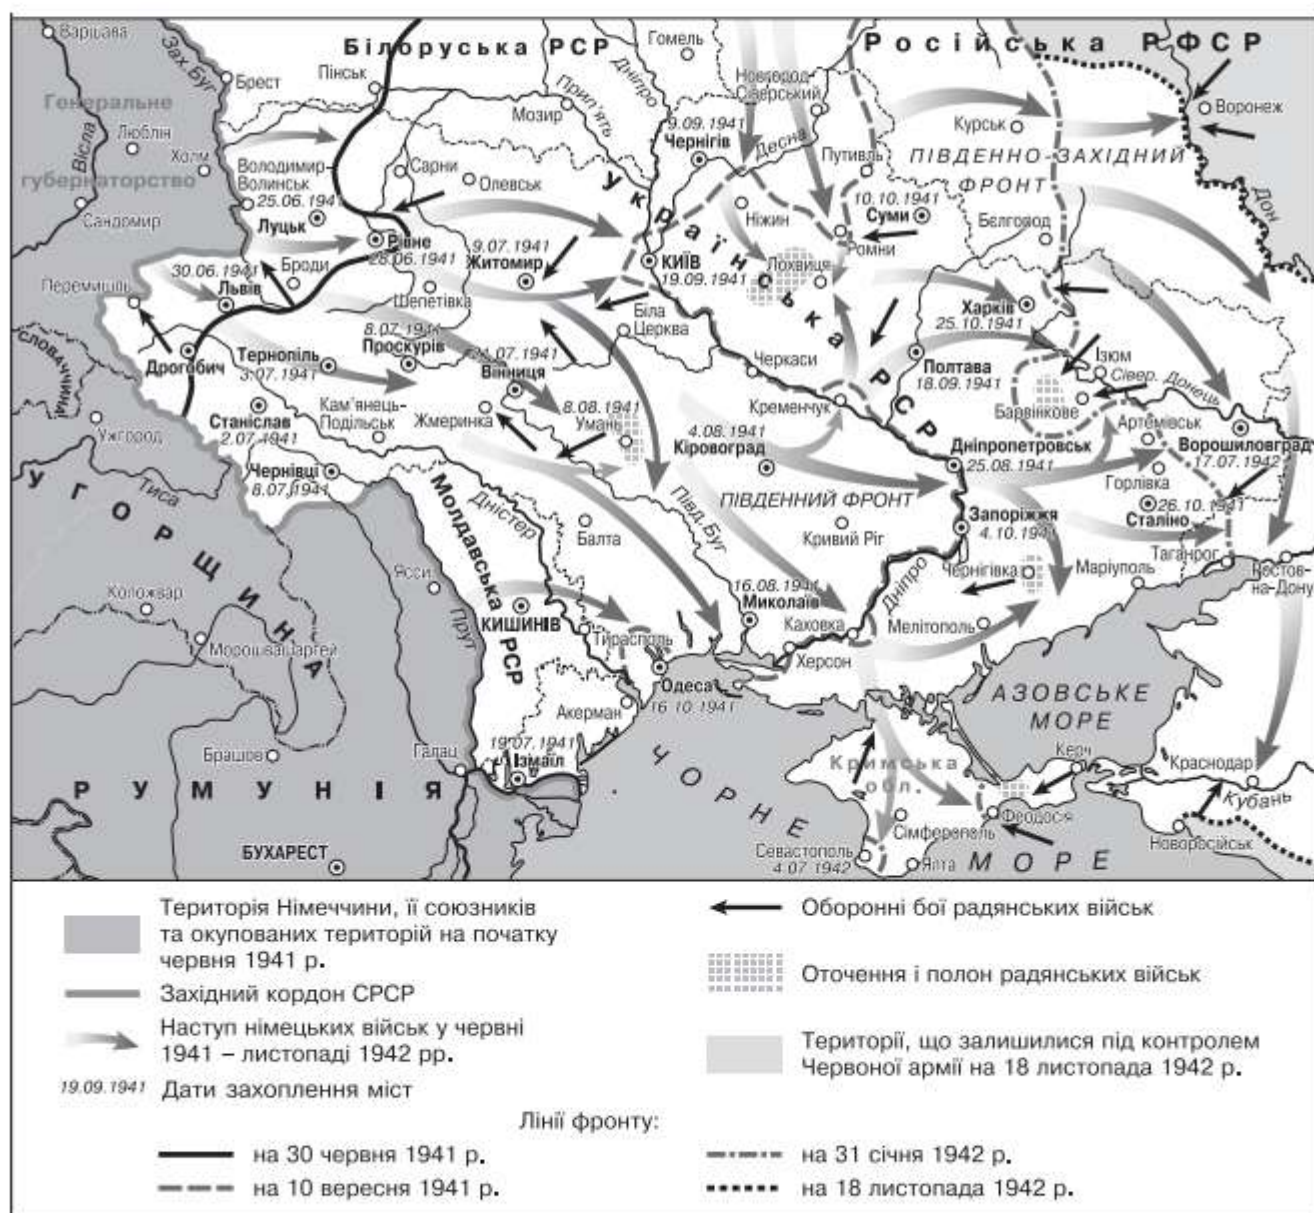 Варшава
Зах. Буг
Білоруська РСР
Гомель
Російська РФСР
Брест
Пінськ
Дніпро
Новгород-
Сіверський
Воронеж
Генеральне
губернаторство
Вісла
Люблін
Холм
Сандомир
Мозир
Прип'ять
9.09.1941
Чернігів
Десна
Курськ
Путивль
ПІВДЕННО-ЗАХІДНИЙ
ФРОНТ
Дон
Володимир-
Волинськ
25.06.1941
Луцьк
Сарни
Олевськ
Українська РСР
Ніжин
10.10.1941
Суми
Ромни
Бєлгород
Рівне
28.06.1941
9.07.1941
Житомир
КИЇВ
19.09.1941
Лохвиця
30.06.1941
Львів
Броди
Шепетівка
Перемишль
Біла
Церква
Харків
25.10.1941
СЛОВАЧЧИНА
Дрогобич
Тернопіль
3.07.1941
8.07.1941
Проскурів
21.07.1941
Вінниця
Черкаси
Полтава
18.09.1941
Ізюм
Сівер. Донець
Барвінкове
Ужгород
Станіслав
2.07.1941
Кам'янець-
Подільськ
Жмеринка
8.08.1941
Умань
Кременчук
4.08.1941
Кіровоград
Дніпропетровськ
25.08.1941
Артемівськ
Ворошиловград
17.07.1942
Горлівка
26.10.1941
Сталіно
УГОРЩИНА
Тиса
Чернівці
8.07.1941
Молдавська РСР
Дністер
Балта
Півд. Буг
ПІВДЕННИЙ ФРОНТ
Кривий Ріг
Запоріжжя
4.10.1941
Чернігівка
Дніпро
Маріуполь
Таганрог
Ростов-
на-Дону
Коложвар
Морошвашаргей
Ясси
Прут
КИШИНІВ
Тирасполь
16.08.1941
Миколаїв
Каховка
Херсон
Мелітополь
Одеса
16.10.1941
Акерман
АЗОВСЬКЕ
МОРЕ
Брашов
Галац
19.07.1941
Ізмаїл
РУМУНІЯ
БУХАРЕСТ
ЧОРНЕ
МОРЕ
Кримська
обл.
Керч
Краснодар
Кубань
Феодосія
Сімферополь
Новоросійськ
Севастополь
4.07.1942
Ялта
Територія Німеччини, її союзників
та окупованих територій на початку
червня 1941 р.
Західний кордон СРСР
Наступ німецьких військ у червні
1941 – листопаді 1942 рр.
19.09.1941 Дати захоплення міст
Оборонні бої радянських військ
Оточення і полон радянських військ
Території, що залишилися під контролем
Червоної армії на 18 листопада 1942 р.
Лінії фронту:
на 30 червня 1941 р.
на 10 вересня 1941 р.
на 31 січня 1942 р.
на 18 листопада 1942 р.